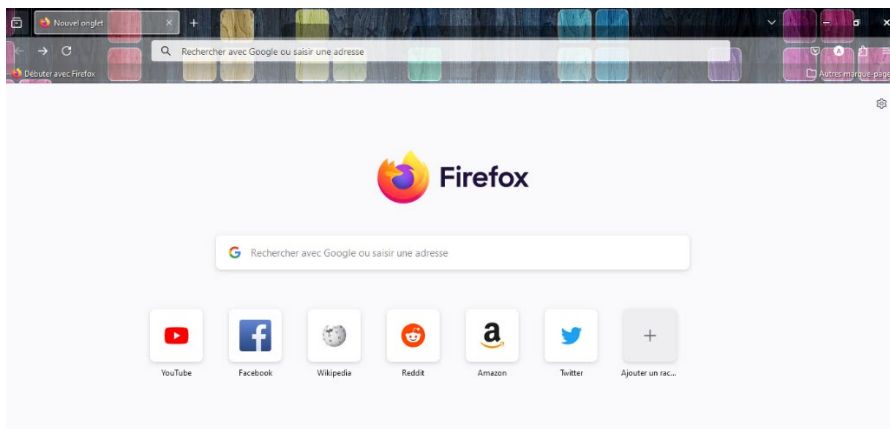 Nouvel onglet
Rechercher avec Google ou saisir une adresse
Débuter avec Firefox
Autres marque-page
Firefox
Rechercher avec Google ou saisir une adresse
YouTube Facebook Wikipedia Reddit Amazon Twitter Ajouter un rac...